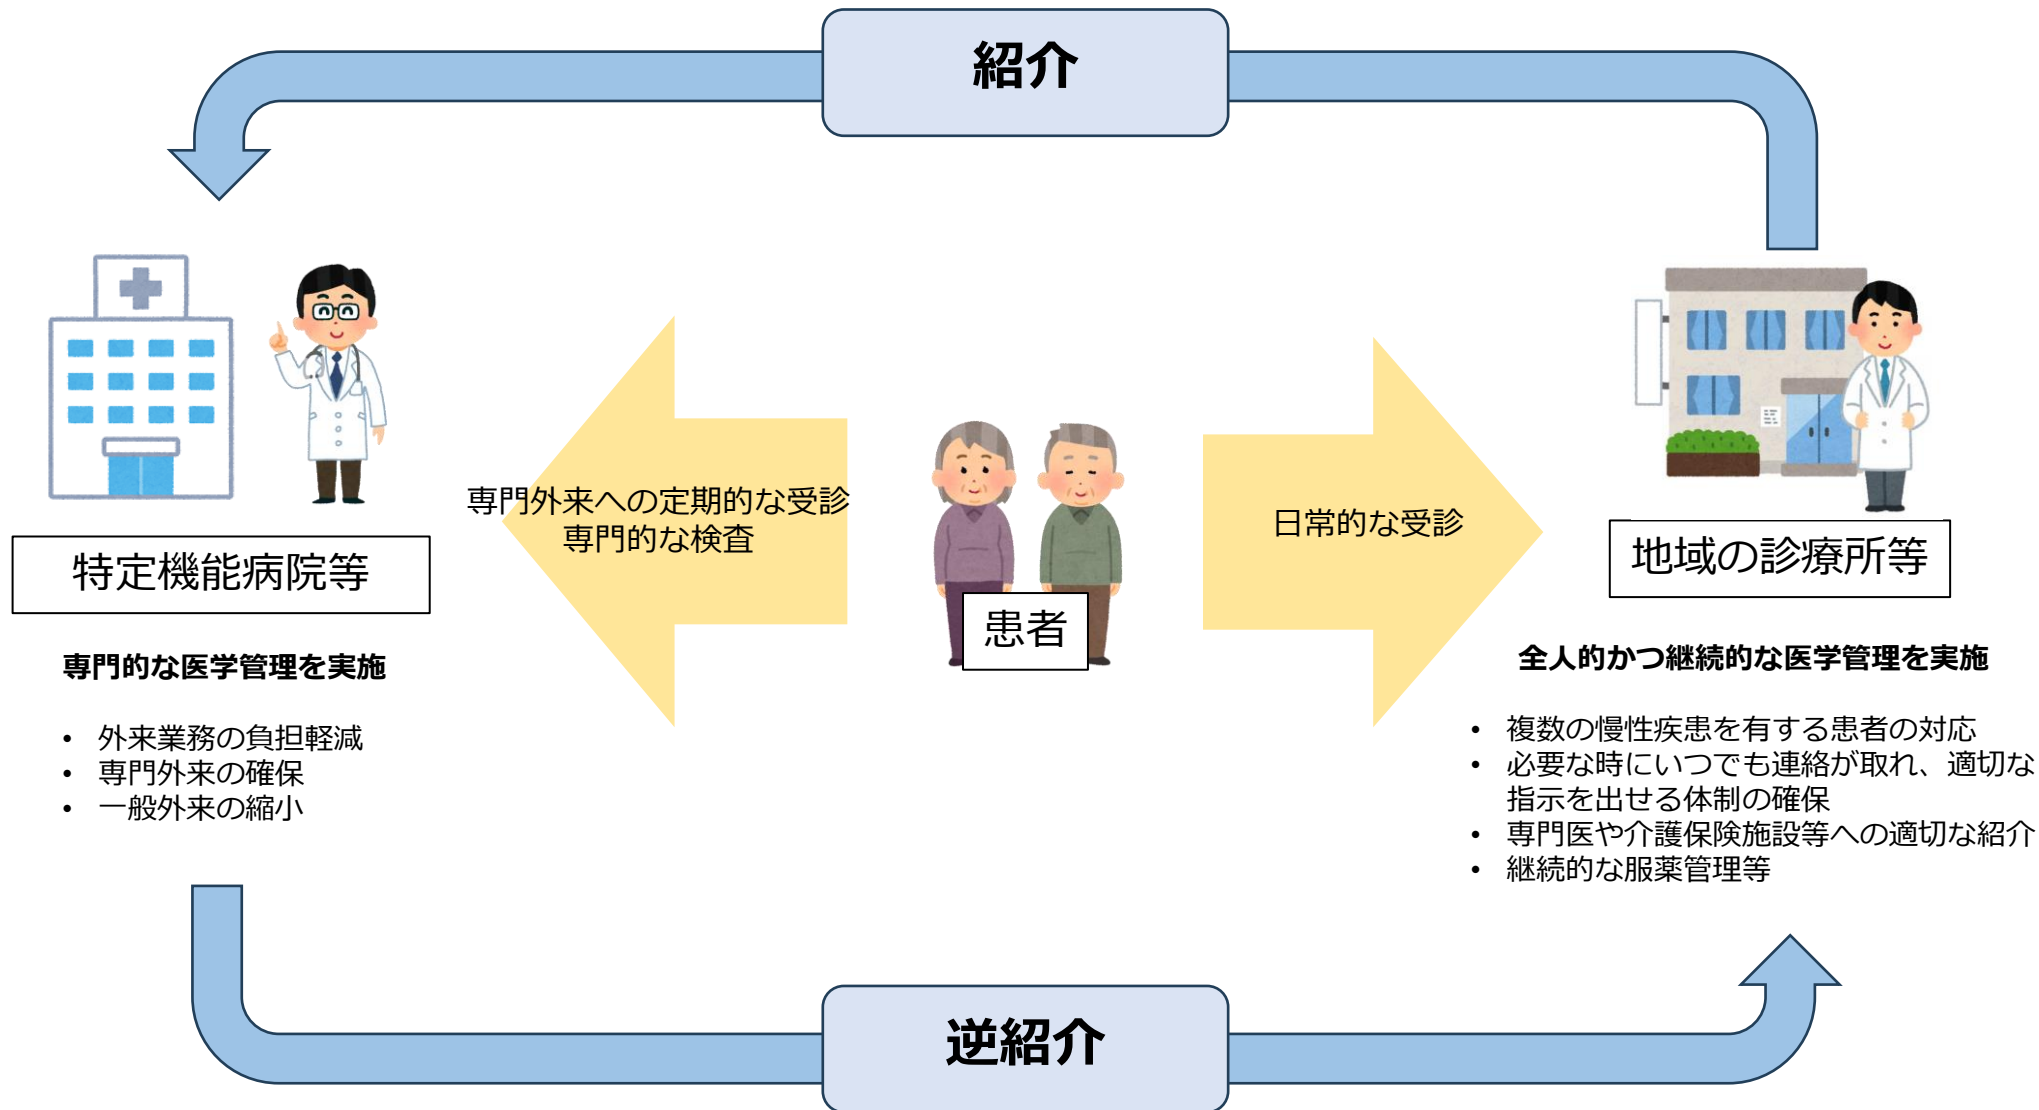 紹介
専門外来への定期的な受診
専門的な検査
患者
日常的な受診
特定機能病院等
専門的な医学管理を実施
• 外来業務の負担軽減
• 専門外来の確保
• 一般外来の縮小
地域の診療所等
全人的かつ継続的な医学管理を実施
• 複数の慢性疾患を有する患者の対応
• 必要な時にいつでも連絡が取れ、適切な
指示を出せる体制の確保
• 専門医や介護保険施設等への適切な紹介
• 継続的な服薬管理等
逆紹介